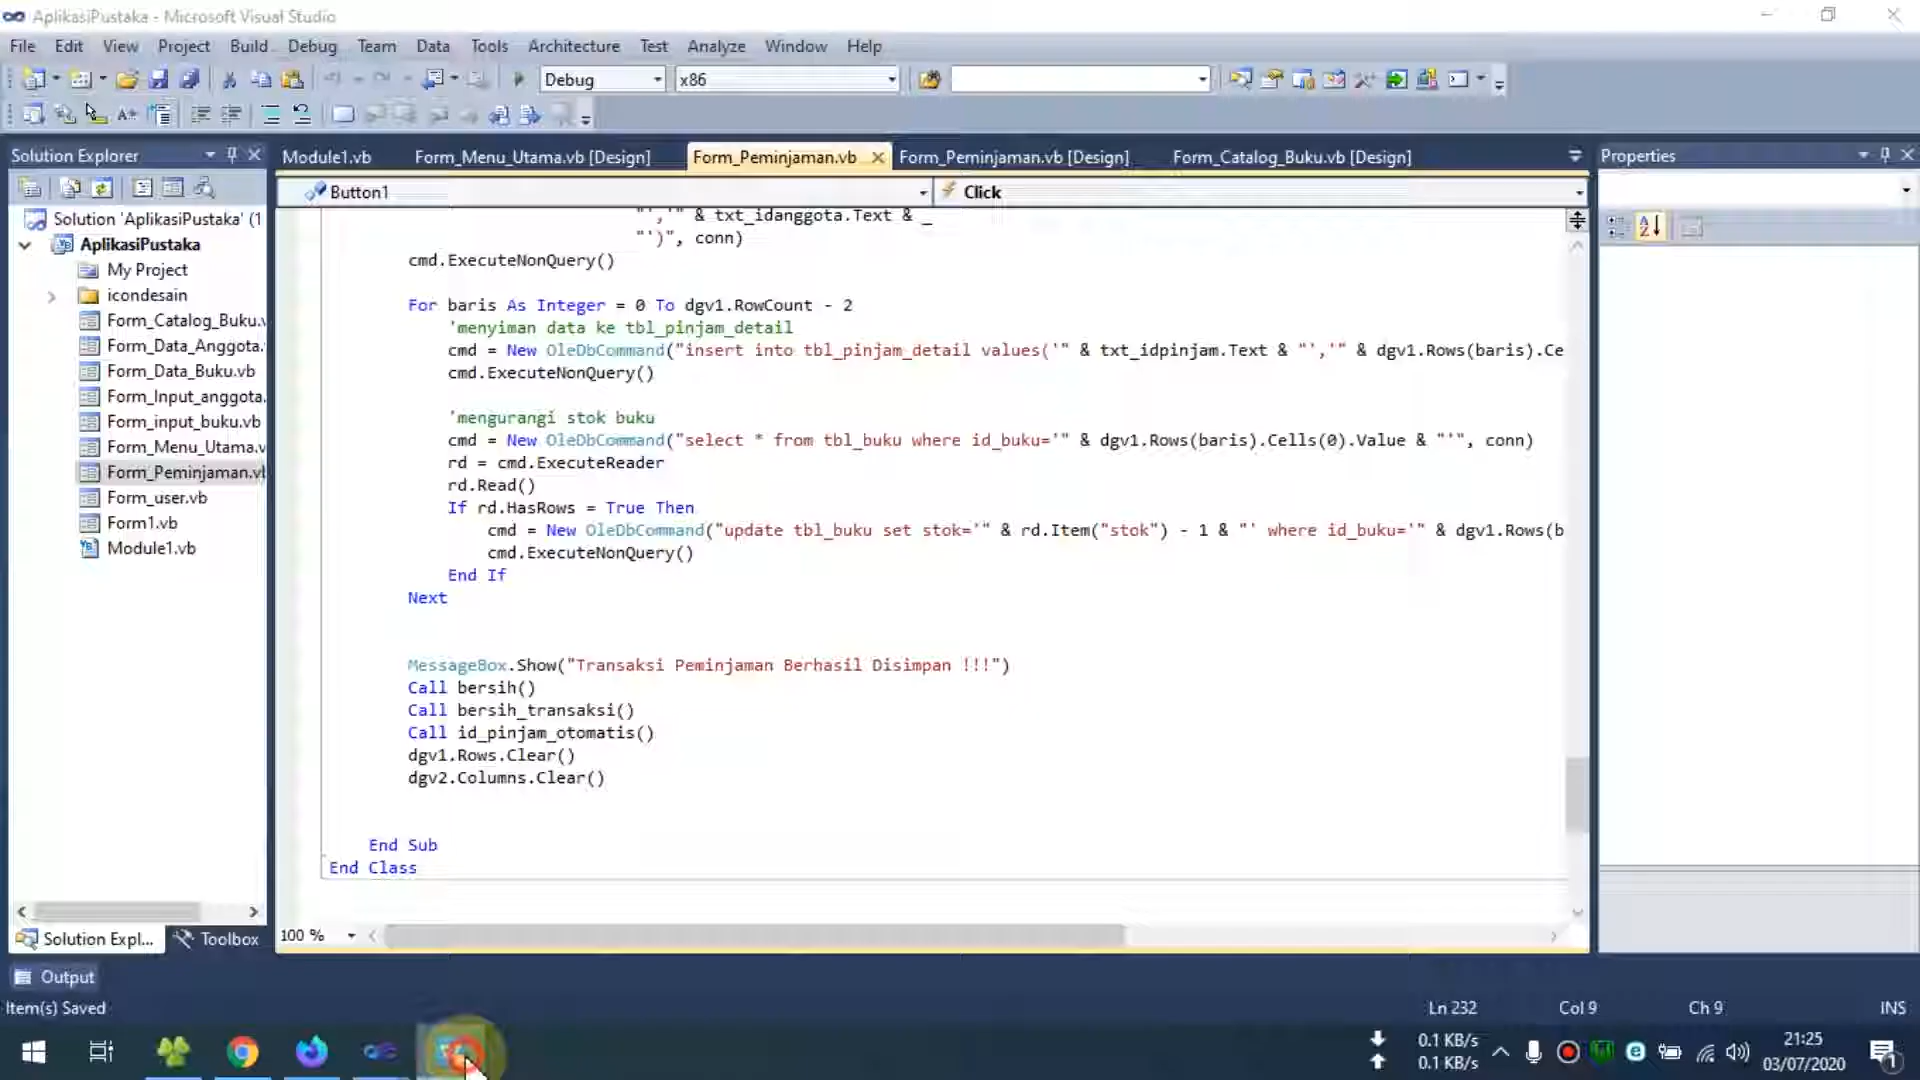 AplikasiPustaka - Microsoft Visual Studio
File Edit View Project Build Debug Team Data Tools Architecture Test Analyze Window Help
Debug x86
Solution Explorer
Module1.vb Form_Menu_Utama.vb [Design] Form_Peminjaman.vb Form_Peminjaman.vb [Design] Form_Catalog_Buku.vb [Design]
Properties
Button1 Click
Solution 'AplikasiPustaka' (1
AplikasiPustaka
My Project
icondesain
Form_Catalog_Buku.v
Form_Data_Anggota.
Form_Data_Buku.vb
Form_Input_anggota.
Form_input_buku.vb
Form_Menu_Utama.v
Form_Peminjaman.vb
Form_user.vb
Form1.vb
Module1.vb
"','" & txt_idanggota.Text & _
"')", conn)
cmd.ExecuteNonQuery()
For baris As Integer = 0 To dgv1.RowCount - 2
'menyiman data ke tbl_pinjam_detail
cmd = New OleDbCommand("insert into tbl_pinjam_detail values('" & txt_idpinjam.Text & "','" & dgv1.Rows(baris).Ce
cmd.ExecuteNonQuery()
'mengurangi stok buku
cmd = New OleDbCommand("select * from tbl_buku where id_buku='" & dgv1.Rows(baris).Cells(0).Value & "'", conn)
rd = cmd.ExecuteReader
rd.Read()
If rd.HasRows = True Then
cmd = New OleDbCommand("update tbl_buku set stok='" & rd.Item("stok") - 1 & "' where id_buku='" & dgv1.Rows(b
cmd.ExecuteNonQuery()
End If
Next
MessageBox.Show("Transaksi Peminjaman Berhasil Disimpan !!!")
Call bersih()
Call bersih_transaksi()
Call id_pinjam_otomatis()
dgv1.Rows.Clear()
dgv2.Columns.Clear()
End Sub
End Class
100 %
Solution Expl... Toolbox
Output
Item(s) Saved
Ln 232 Col 9 Ch 9 INS
0.1 KB/s
0.1 KB/s
21:25
03/07/2020
1